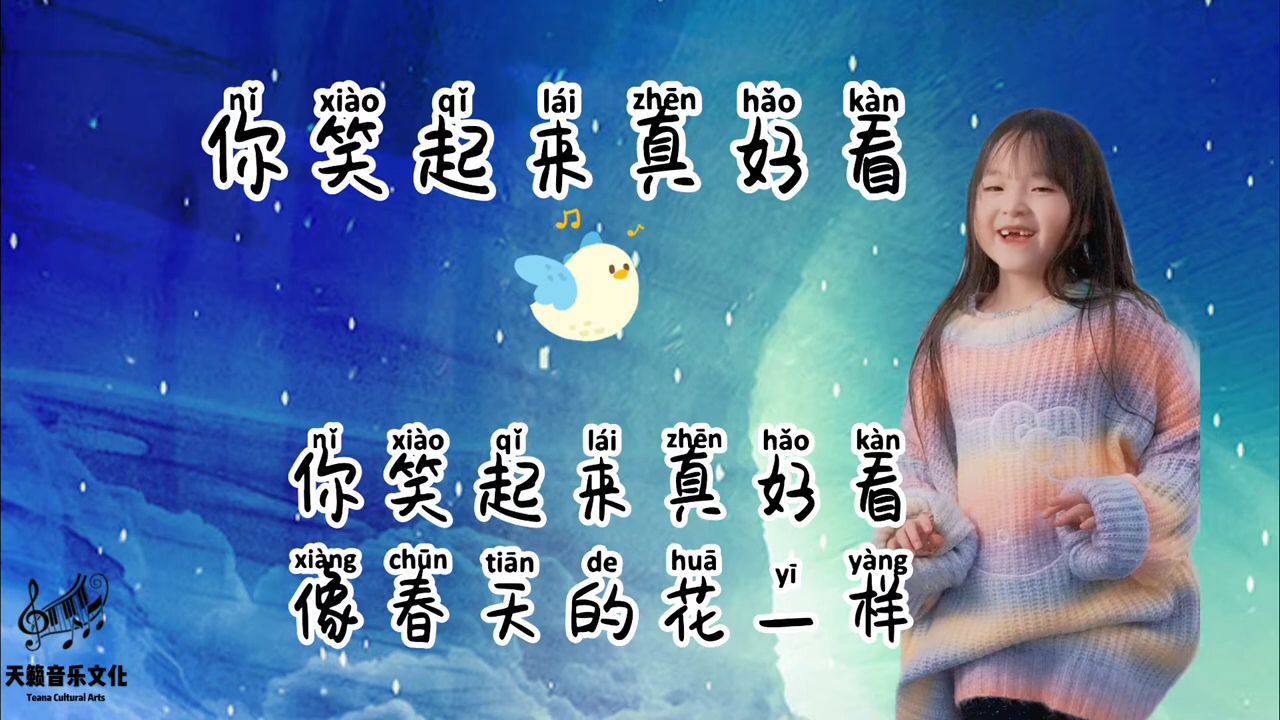 nǐ xiào qǐ lái zhēn hǎo kàn
你笑起来真好看
nǐ xiào qǐ lái zhēn hǎo kàn
你笑起来真好看
xiàng chūn tiān de huā yī yàng
像春天的花一样
天籁音乐文化
Teana Cultural Arts